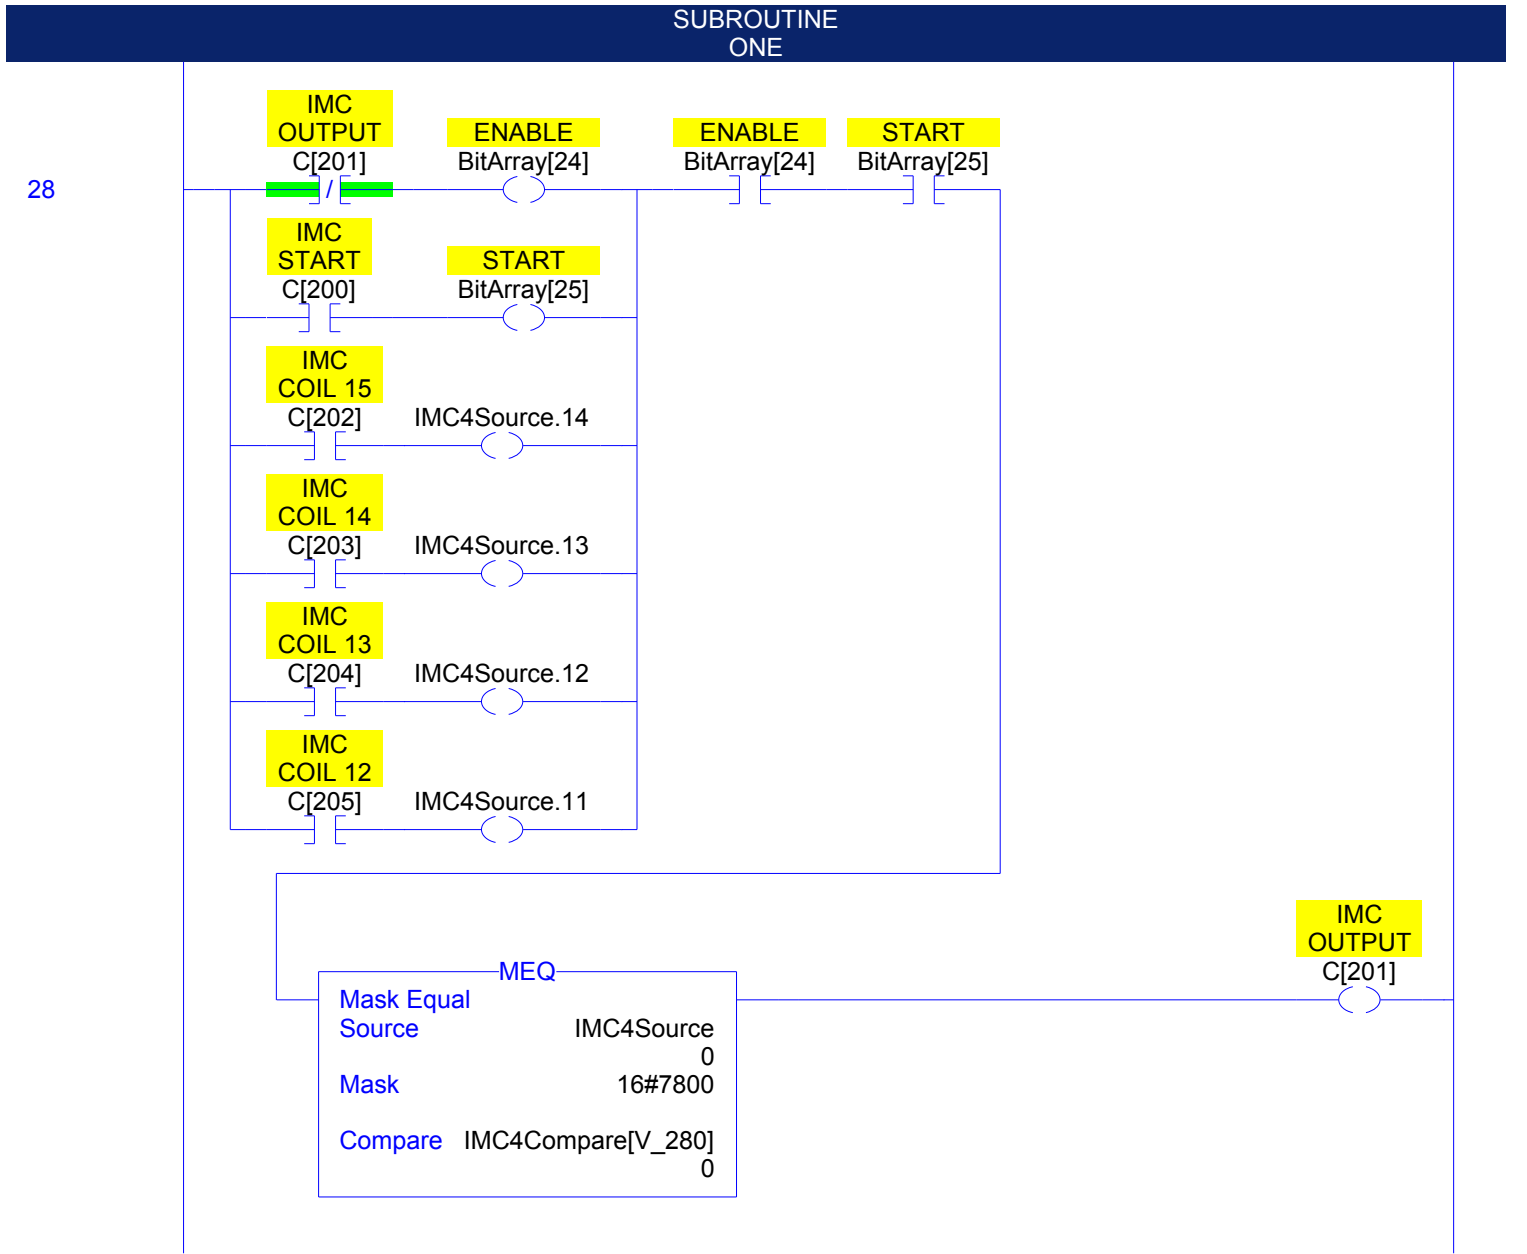 SUBROUTINE
ONE
28
IMC
OUTPUT
C[201]
/
ENABLE
BitArray[24]
ENABLE
BitArray[24]
START
BitArray[25]
IMC
START
C[200]
START
BitArray[25]
IMC
COIL 15
C[202]
IMC4Source.14
IMC
COIL 14
C[203]
IMC4Source.13
IMC
COIL 13
C[204]
IMC4Source.12
IMC
COIL 12
C[205]
IMC4Source.11
MEQ
Mask Equal
Source IMC4Source
0
Mask 16#7800
Compare IMC4Compare[V_280]
0
IMC
OUTPUT
C[201]